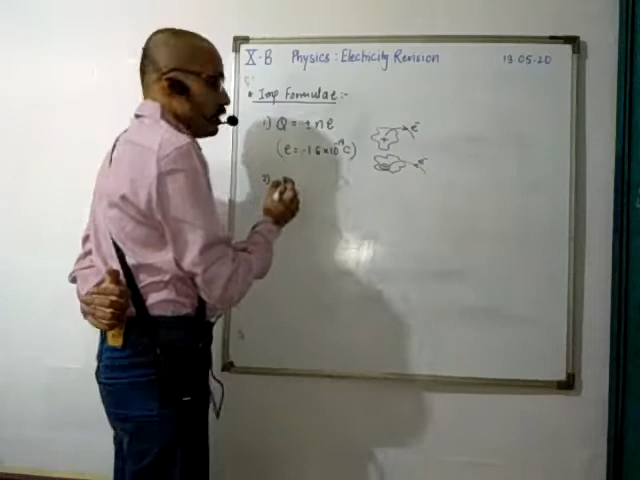 X-B Physics : Electricity Revision 13.05.20
* Imp Formulae :-
1) Q = ± n e
(e = -1.6 x 10⁻¹⁹ C)
e⁻
e⁻
2)